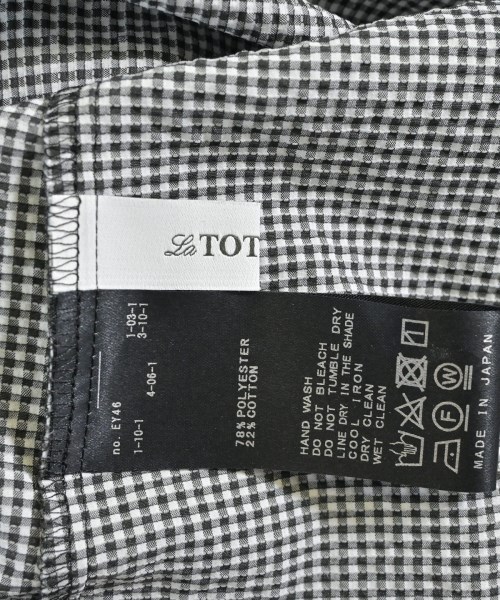 La TOT
1-03-1
3-10-1
4-06-1
no. EY46
1-10-1
78% POLYESTER
22% COTTON
HAND WASH
DO NOT BLEACH
DO NOT TUMBLE DRY
LINE DRY IN THE SHADE
COOL IRON
DRY CLEAN
WET CLEAN
F W
MADE IN JAPAN